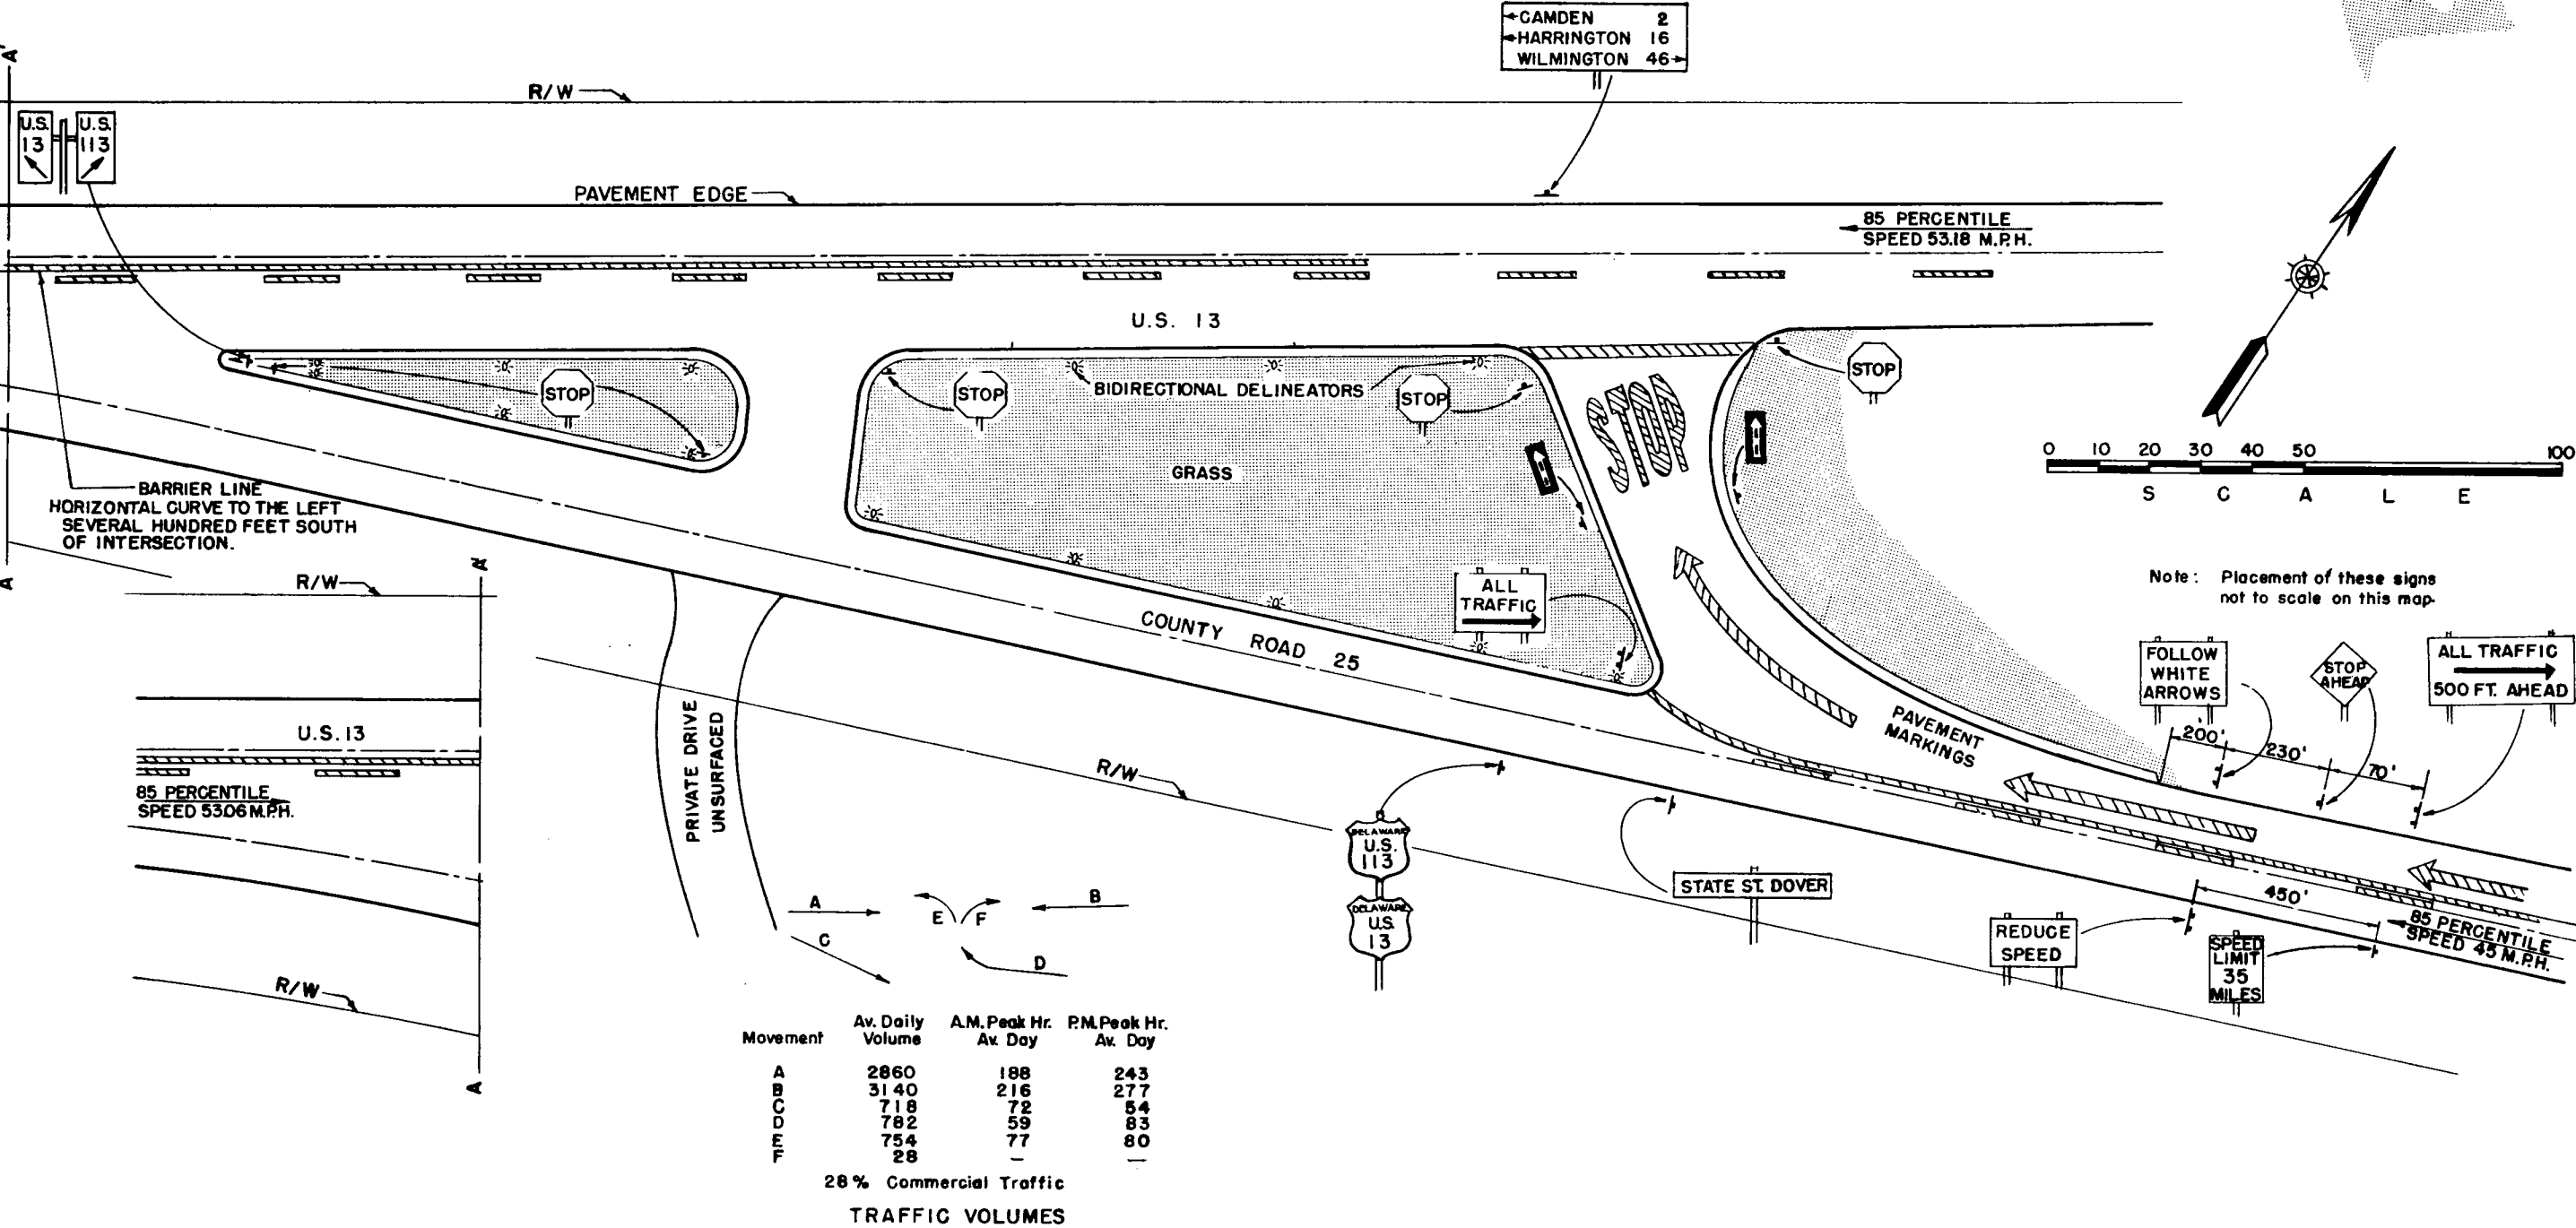 CAMDEN 2
HARRINGTON 16
WILMINGTON 46
A'
R/W
U.S.
13
U.S.
113
PAVEMENT EDGE
85 PERCENTILE
SPEED 53.18 M.P.H.
U.S. 13
STOP
STOP
BIDIRECTIONAL DELINEATORS
STOP
STOP
STOP
GRASS
0 10 20 30 40 50 100
S C A L E
BARRIER LINE
HORIZONTAL CURVE TO THE LEFT
SEVERAL HUNDRED FEET SOUTH
OF INTERSECTION.
A
R/W
A'
ALL
TRAFFIC
COUNTY ROAD 25
Note: Placement of these signs
not to scale on this map.
FOLLOW
WHITE
ARROWS
STOP
AHEAD
ALL TRAFFIC
500 FT. AHEAD
200'
230'
70'
PAVEMENT
MARKINGS
U.S. 13
85 PERCENTILE
SPEED 53.06 M.P.H.
PRIVATE DRIVE
UNSURFACED
R/W
DELAWARE
U.S.
113
DELAWARE
U.S.
13
STATE ST. DOVER
450'
85 PERCENTILE
SPEED 45 M.P.H.
REDUCE
SPEED
SPEED
LIMIT
35
MILES
R/W
A
A
B
C
D
E
F
Movement Av. Daily Volume A.M. Peak Hr. Av. Day P.M. Peak Hr. Av. Day
A 2860 188 243
B 3140 216 277
C 718 72 54
D 782 59 83
E 754 77 80
F 28 — —
28% Commercial Traffic
TRAFFIC VOLUMES